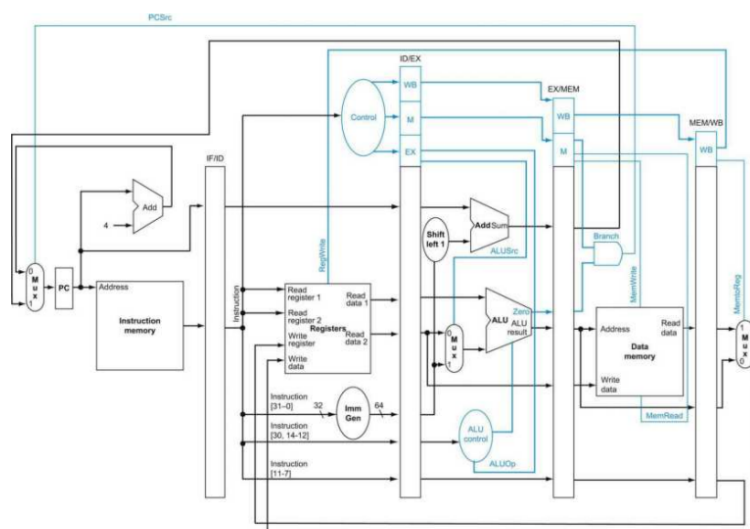 PCSrc
ID/EX
WB
EX/MEM
Control
M
WB
MEM/WB
EX
M
WB
IF/ID
Add
4
Shift
left 1
Add Sum
Branch
RegWrite
ALUSrc
MemWrite
MemtoReg
0
M
u
x
1
PC
Address
Instruction
memory
Instruction
Read
register 1
Read
register 2
Write
register
Write
data
Registers
Read
data 1
Read
data 2
0
M
u
x
1
ALU
Zero
ALU
result
Address
Write
data
Data
memory
Read
data
1
M
u
x
0
Instruction
[31–0]
32
Imm
Gen
64
Instruction
[30, 14-12]
ALU
control
MemRead
Instruction
[11-7]
ALUOp